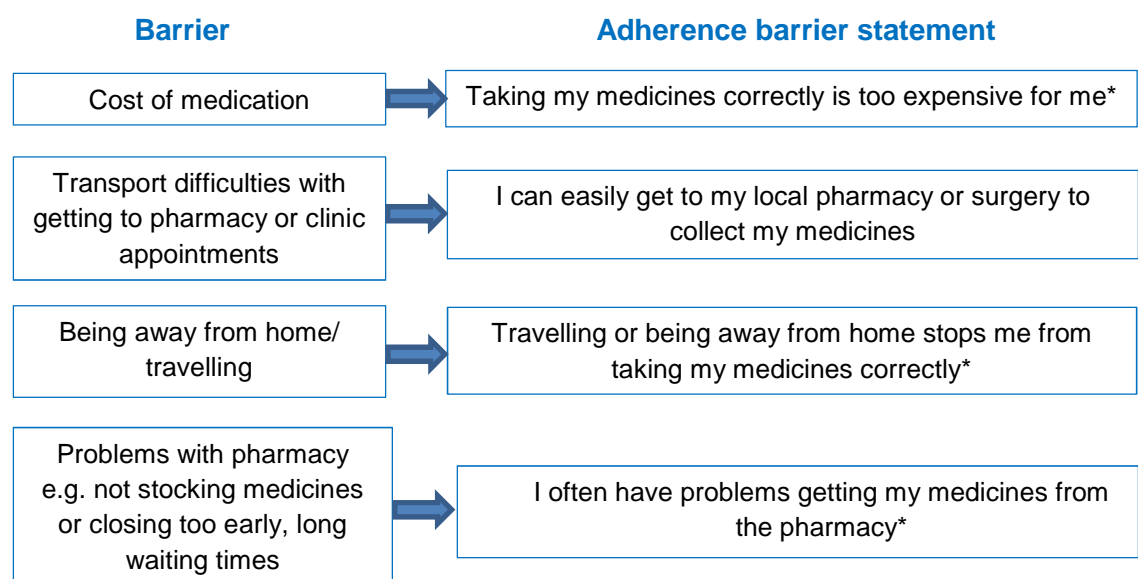 Barrier
Adherence barrier statement
Cost of medication
Taking my medicines correctly is too expensive for me*
Transport difficulties with
getting to pharmacy or clinic
appointments
I can easily get to my local pharmacy or surgery to
collect my medicines
Being away from home/
travelling
Travelling or being away from home stops me from
taking my medicines correctly*
Problems with pharmacy
e.g. not stocking medicines
or closing too early, long
waiting times
I often have problems getting my medicines from
the pharmacy*